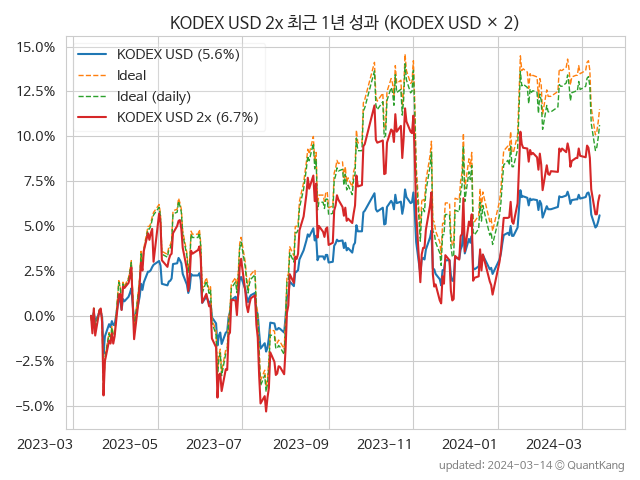 KODEX USD 2x 최근 1년 성과 (KODEX USD × 2)
15.0%
12.5%
10.0%
7.5%
5.0%
2.5%
0.0%
−2.5%
−5.0%
KODEX USD (5.6%)
Ideal
Ideal (daily)
KODEX USD 2x (6.7%)
2023-03 2023-05 2023-07 2023-09 2023-11 2024-01 2024-03
updated: 2024-03-14 ⓒ QuantKang